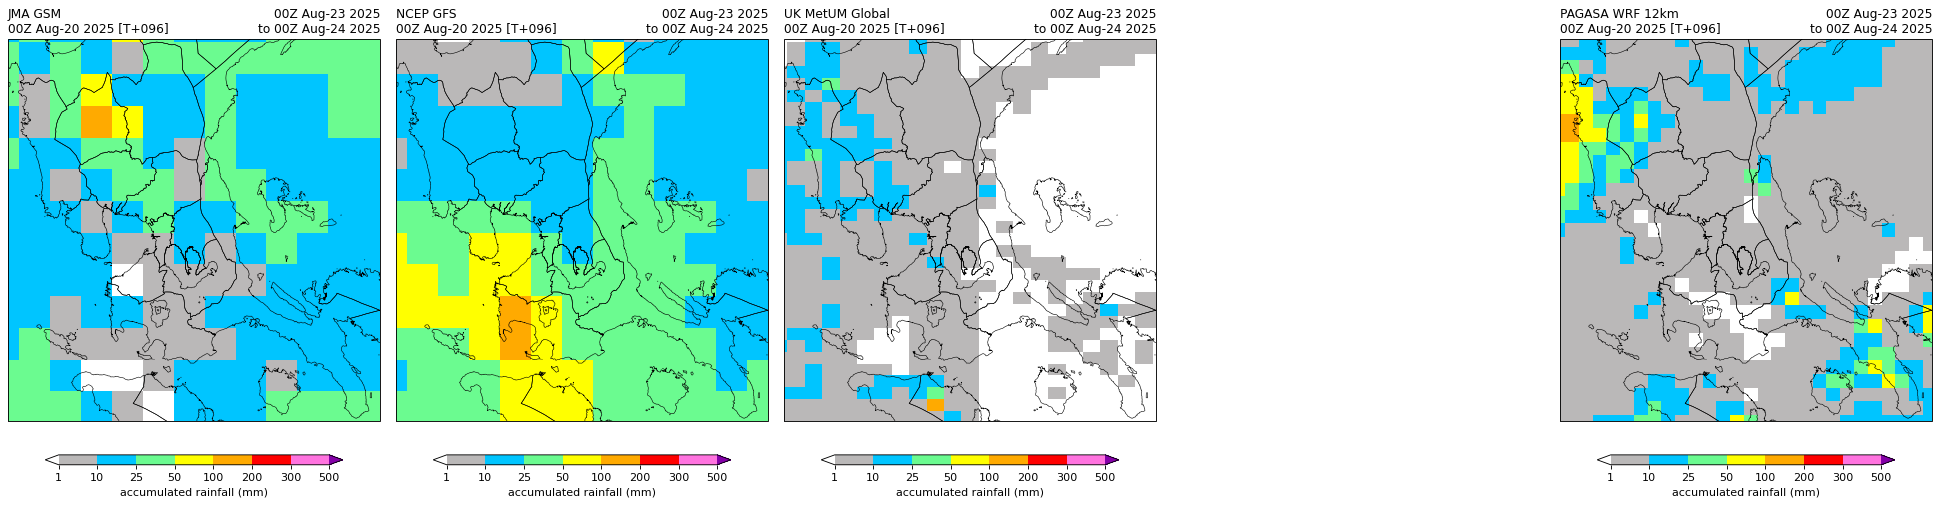 JMA GSM 00Z Aug-23 2025
00Z Aug-20 2025 [T+096] to 00Z Aug-24 2025
1 10 25 50 100 200 300 500
accumulated rainfall (mm)
NCEP GFS 00Z Aug-23 2025
00Z Aug-20 2025 [T+096] to 00Z Aug-24 2025
1 10 25 50 100 200 300 500
accumulated rainfall (mm)
UK MetUM Global 00Z Aug-23 2025
00Z Aug-20 2025 [T+096] to 00Z Aug-24 2025
1 10 25 50 100 200 300 500
accumulated rainfall (mm)
PAGASA WRF 12km 00Z Aug-23 2025
00Z Aug-20 2025 [T+096] to 00Z Aug-24 2025
1 10 25 50 100 200 300 500
accumulated rainfall (mm)